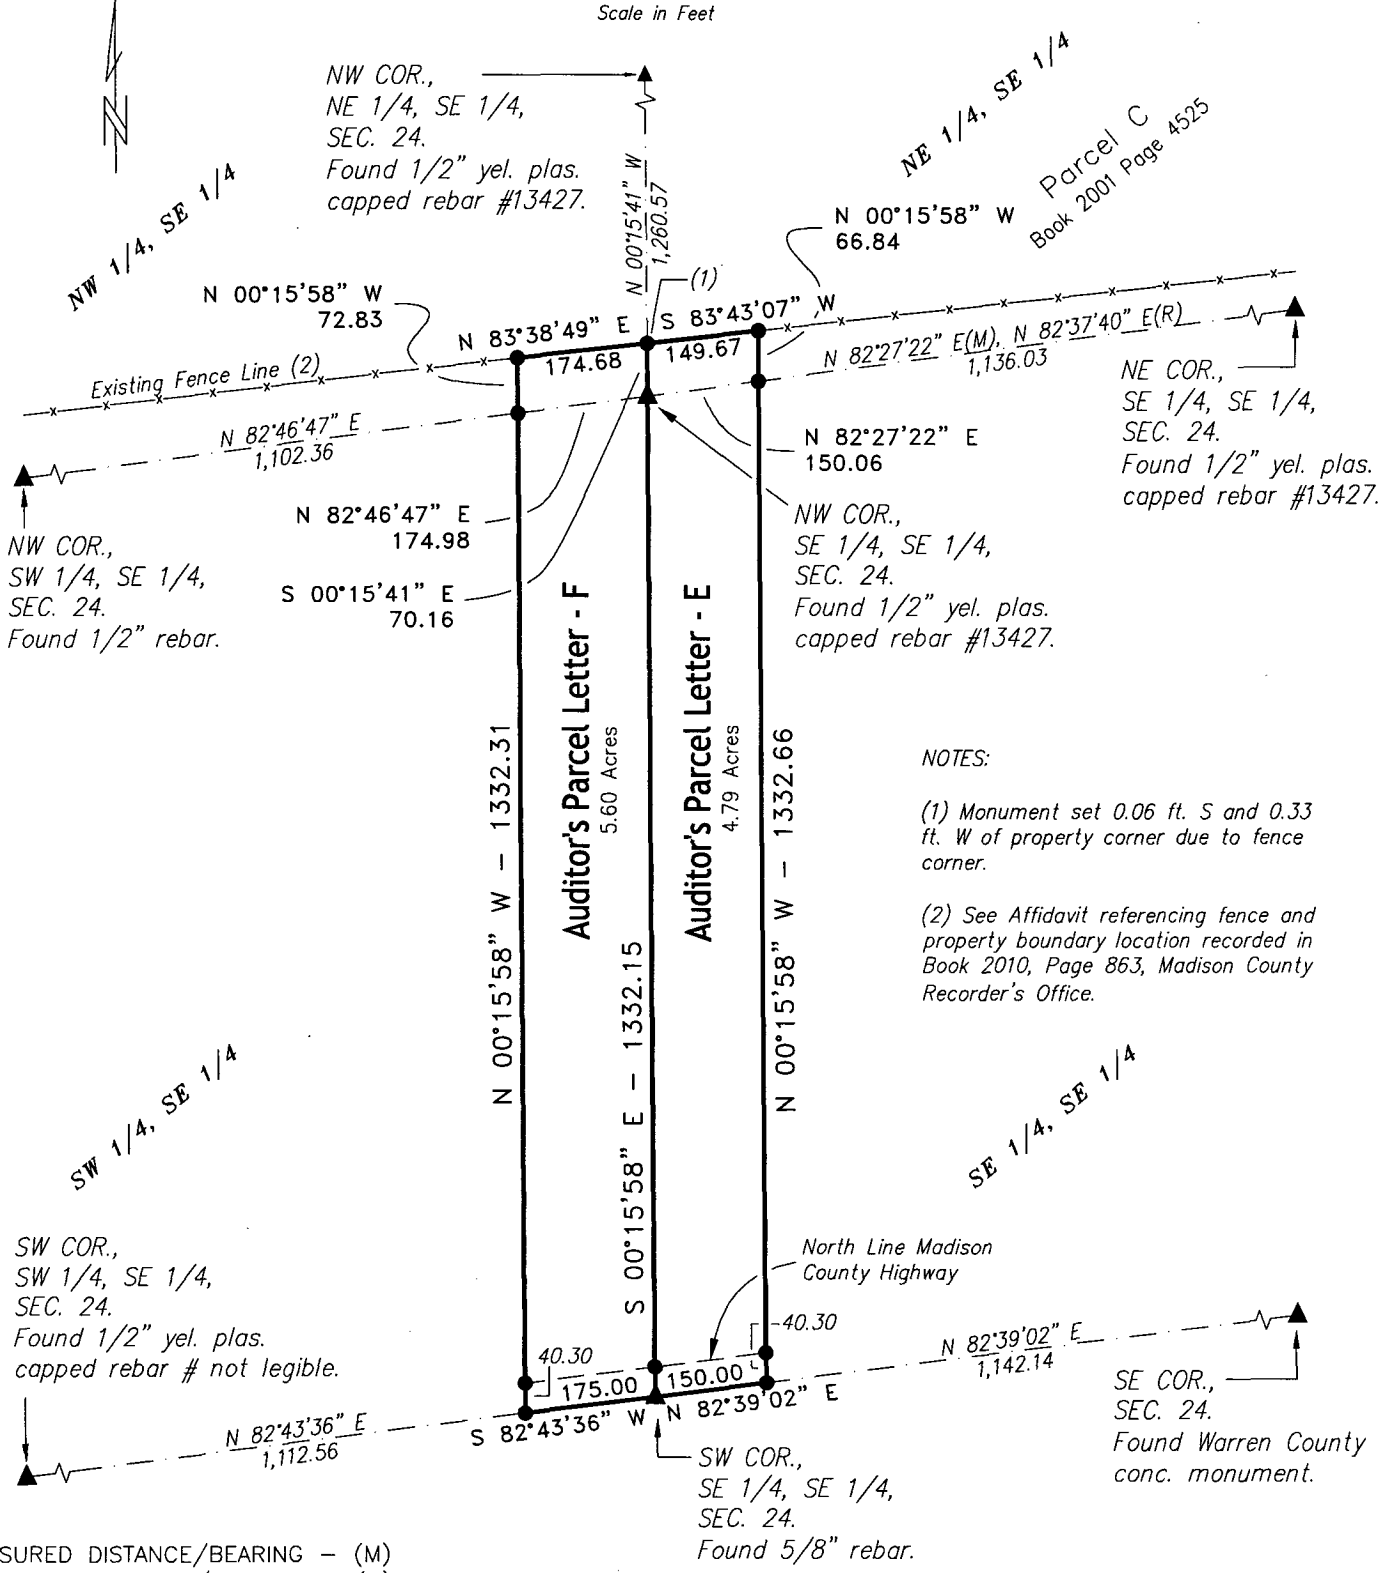 Scale in Feet
N
NW COR.,
NE 1/4, SE 1/4,
SEC. 24.
Found 1/2" yel. plas.
capped rebar #13427.
N 00°15'41" W
1,260.57
NE 1/4, SE 1/4
Parcel C
Book 2001 Page 4525
NW 1/4, SE 1/4
N 00°15'58" W
66.84
N 00°15'58" W
72.83
(1)
N 83°38'49" E
174.68
S 83°43'07" W
149.67
N 82°27'22" E(M), N 82°37'40" E(R)
1,136.03
Existing Fence Line (2)
N 82°46'47" E
1,102.36
NE COR.,
SE 1/4, SE 1/4,
SEC. 24.
Found 1/2" yel. plas.
capped rebar #13427.
N 82°27'22" E
150.06
N 82°46'47" E
174.98
NW COR.,
SE 1/4, SE 1/4,
SEC. 24.
Found 1/2" yel. plas.
capped rebar #13427.
NW COR.,
SW 1/4, SE 1/4,
SEC. 24.
Found 1/2" rebar.
S 00°15'41" E
70.16
Auditor's Parcel Letter - F
5.60 Acres
Auditor's Parcel Letter - E
4.79 Acres
N 00°15'58" W - 1332.31
S 00°15'58" E - 1332.15
N 00°15'58" W - 1332.66
NOTES:
(1) Monument set 0.06 ft. S and 0.33
ft. W of property corner due to fence
corner.
(2) See Affidavit referencing fence and
property boundary location recorded in
Book 2010, Page 863, Madison County
Recorder's Office.
SW 1/4, SE 1/4
SE 1/4, SE 1/4
SW COR.,
SW 1/4, SE 1/4,
SEC. 24.
Found 1/2" yel. plas.
capped rebar # not legible.
North Line Madison
County Highway
40.30
40.30
175.00
150.00
S 82°43'36" W
N 82°39'02" E
N 82°39'02" E
1,142.14
N 82°43'36" E
1,112.56
SE COR.,
SEC. 24.
Found Warren County
conc. monument.
SW COR.,
SE 1/4, SE 1/4,
SEC. 24.
Found 5/8" rebar.
SURED DISTANCE/BEARING - (M)